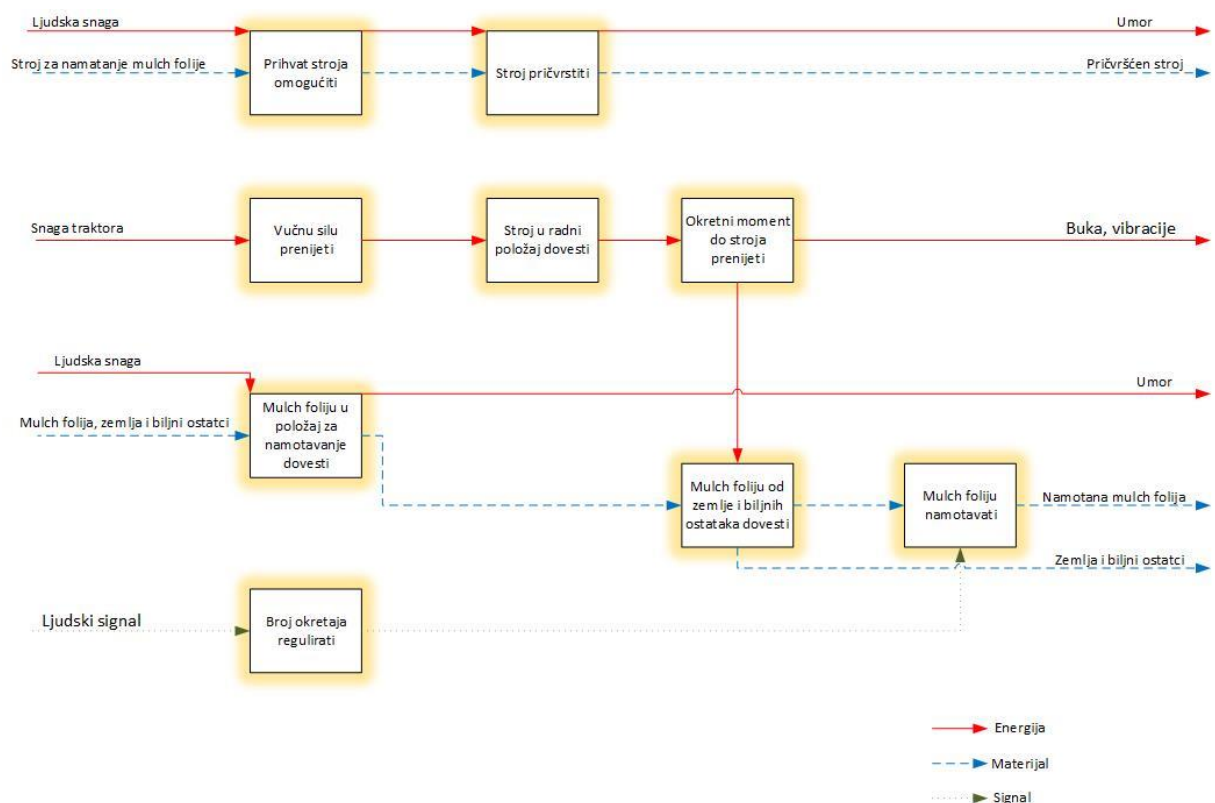 Ljudska snaga
Umor
Stroj za namatanje mulch folije
Prihvat stroja
omogućiti
Stroj pričvrstiti
Pričvršćen stroj
Snaga traktora
Vučnu silu
prenijeti
Stroj u radni
položaj dovesti
Okretni moment
do stroja
prenijeti
Buka, vibracije
Ljudska snaga
Umor
Mulch folija, zemlja i biljni ostatci
Mulch foliju u
položaj za
namotavanje
dovesti
Mulch foliju od
zemlje i biljnih
ostataka dovesti
Mulch foliju
namotavati
Namotana mulch folija
Zemlja i biljni ostatci
Ljudski signal
Broj okretaja
regulirati
Energija
Materijal
Signal